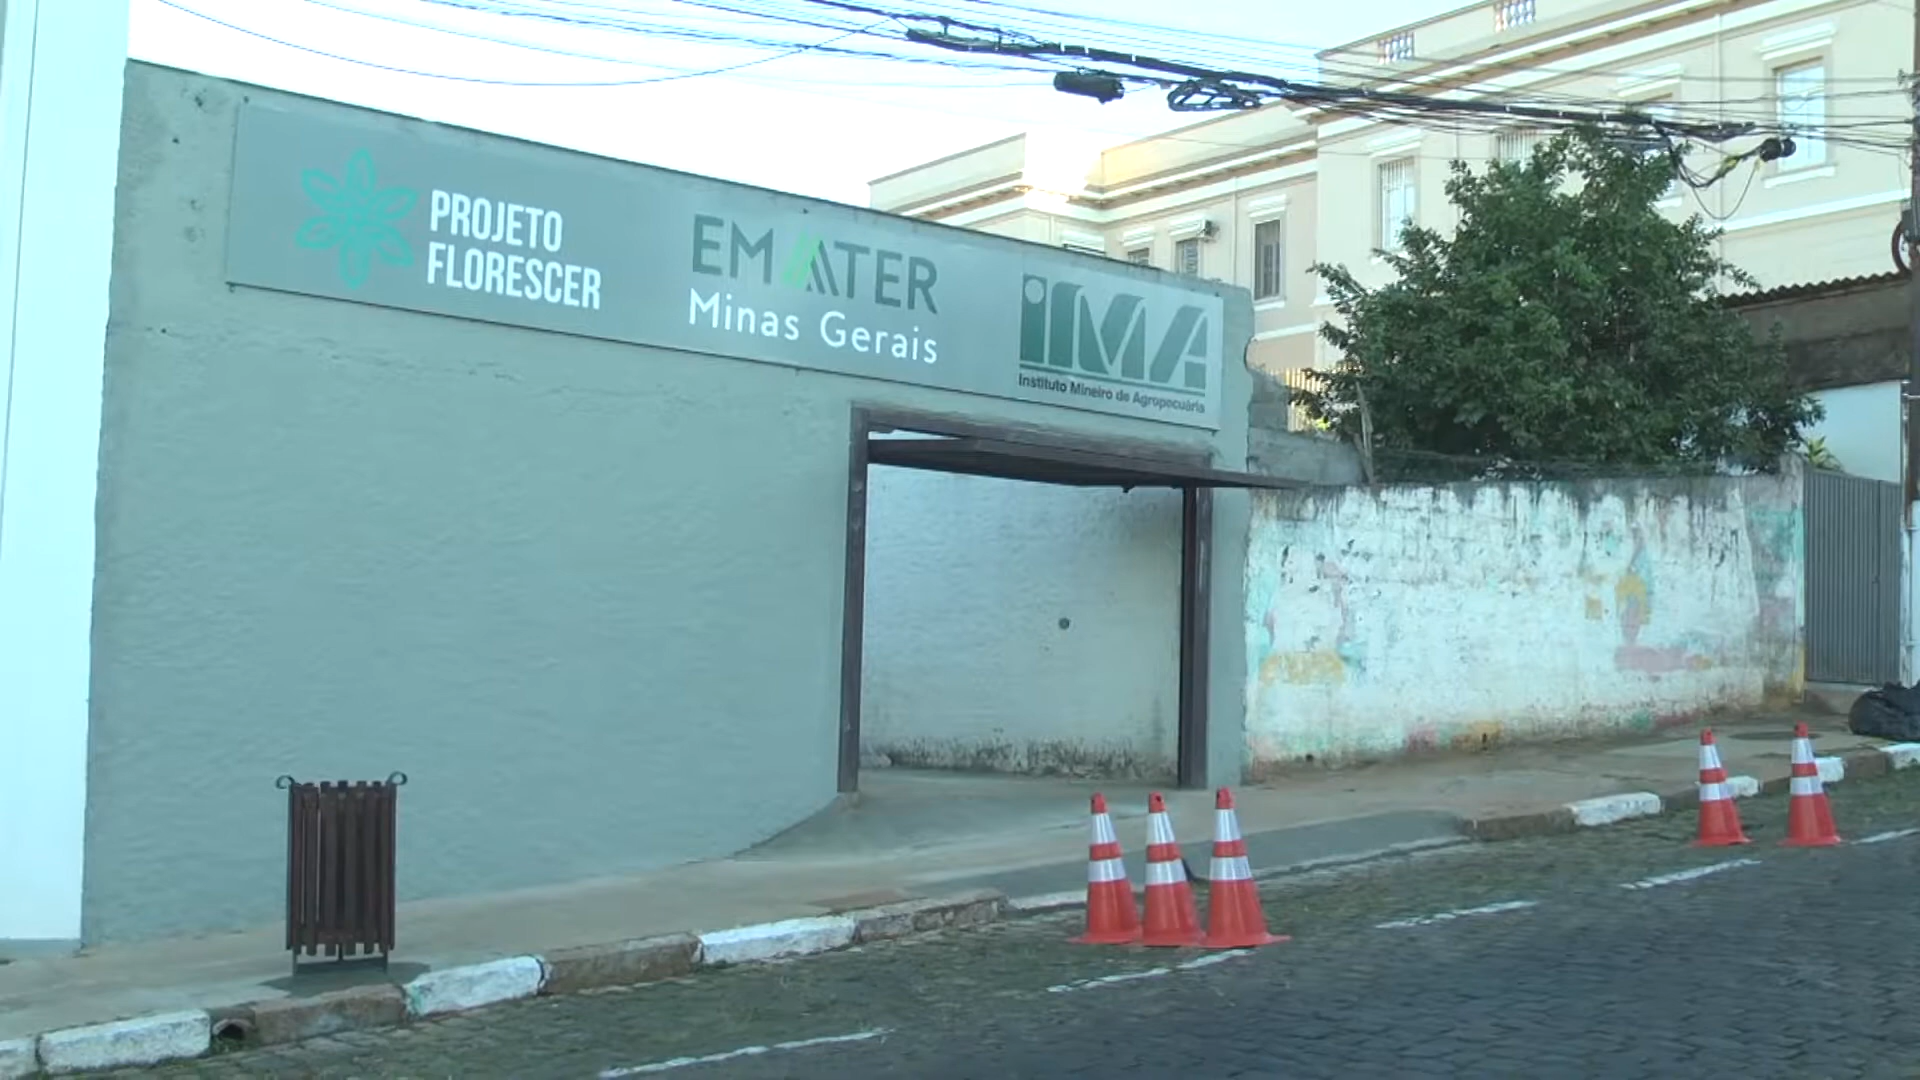 PROJETO
FLORESCER
EMATER
Minas Gerais
iMA
Instituto Mineiro de Agropecuária